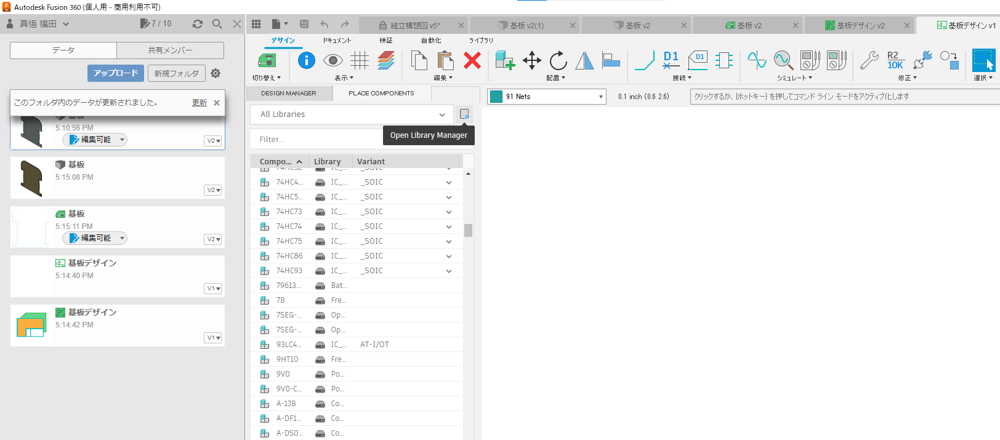 Autodesk Fusion 360 (個人用 - 商用利用不可)
真悟 福田
7 / 10
組立構想図 v5*
基板 v2(1)
基板 v2
基板 v2
基板デザイン v2
基板デザイン v1
データ
共有メンバー
アップロード
新規フォルダ
このフォルダ内のデータが更新されました。
更新
基板
5:10:56 PM
編集可能
V2
基板
5:15:08 PM
V2
基板
5:15:11 PM
編集可能
V2
基板デザイン
5:14:40 PM
V1
基板デザイン
5:14:42 PM
V1
デザイン
ドキュメント
検証
自動化
ライブラリ
D1
D1
R2
10K
切り替え
表示
編集
配置
接続
シミュレート
修正
選択
DESIGN MANAGER
PLACE COMPONENTS
91 Nets
0.1 inch (0.6 2.6)
クリックするか、{ホットキー} を押してコマンド ライン モードをアクティブ化します
All Libraries
Open Library Manager
Filter...
Compo... Library Variant
74HC32 IC_... _SOIC
74HC4... IC_... _SOIC
74HC5... IC_... _SOIC
74HC73 IC_... _SOIC
74HC74 IC_... _SOIC
74HC75 IC_... _SOIC
74HC86 IC_... _SOIC
74HC93 IC_... _SOIC
79613... Bat...
7B Fre...
7SEG-... Op...
7SEG-... Op...
93LC4... IC_... AT-I/OT
9HT10 Fre...
9V0 Po...
9V0-C... Po...
A-1JB Co...
A-DF1... Co...
A-DS0... Co...